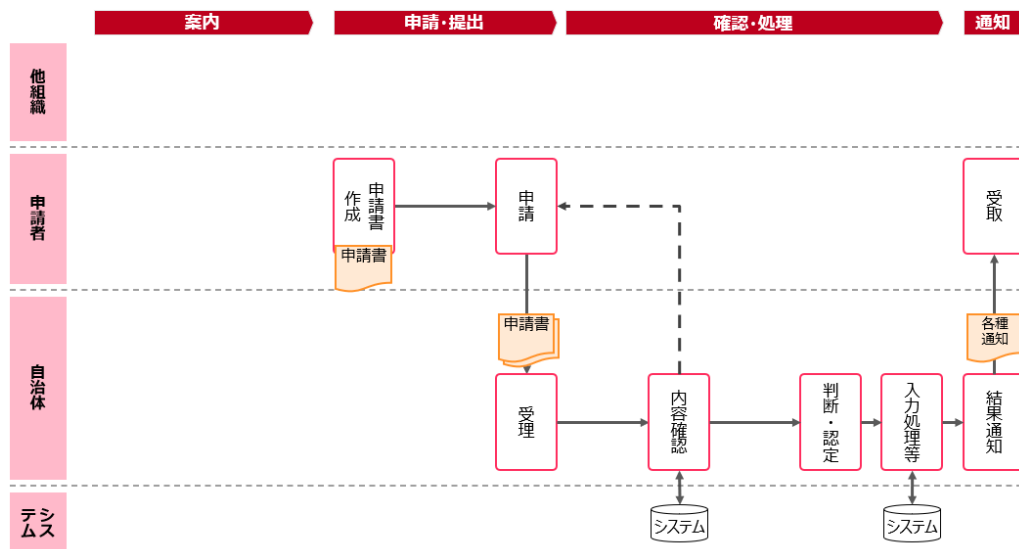 案内
申請・提出
確認・処理
通知
他組織
申請者
申請書
作成
申請書
申請
受取
自治体
申請書
各種
通知
受理
内容確認
判断・認定
入力処理等
結果通知
シス
テム
システム
システム